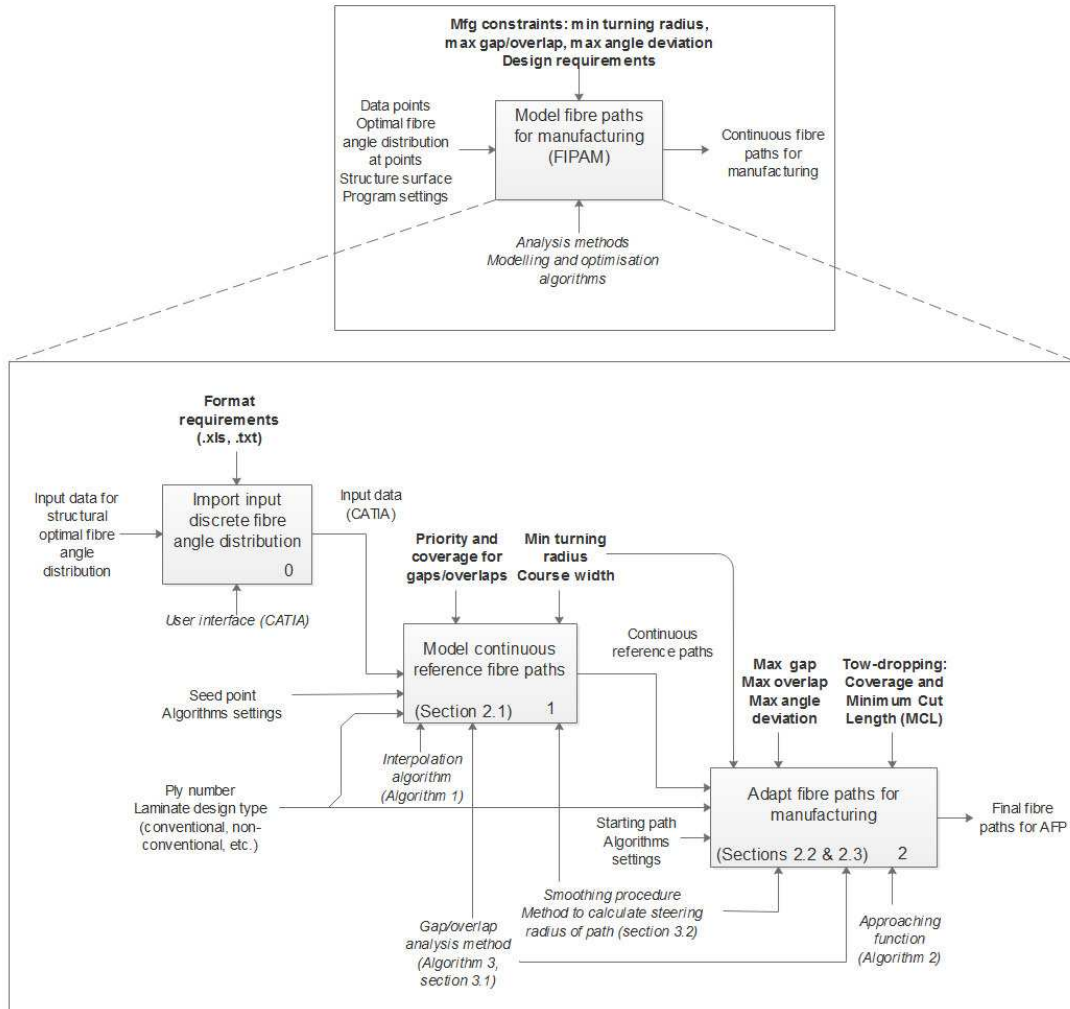 Mfg constraints: min turning radius,
max gap/overlap, max angle deviation
Design requirements
Data points
Optimal fibre
angle distribution
at points
Structure surface
Program settings
Model fibre paths
for manufacturing
(FIPAM)
Continuous fibre
paths for
manufacturing
Analysis methods
Modelling and optimisation
algorithms
Format
requirements
(.xls, .txt)
Input data for
structural
optimal fibre
angle
distribution
Import input
discrete fibre
angle distribution
0
Input data
(CATIA)
User interface (CATIA)
Priority and
coverage for
gaps/overlaps
Min turning
radius
Course width
Seed point
Algorithms settings
Model continuous
reference fibre paths
(Section 2.1) 1
Continuous
reference paths
Max gap
Max overlap
Max angle
deviation
Tow-dropping:
Coverage and
Minimum Cut
Length (MCL)
Interpolation
algorithm
(Algorithm 1)
Ply number
Laminate design type
(conventional, non-
conventional, etc.)
Starting path
Algorithms
settings
Adapt fibre paths for
manufacturing
(Sections 2.2 & 2.3) 2
Final fibre
paths for AFP
Smoothing procedure
Method to calculate steering
radius of path (section 3.2)
Gap/overlap
analysis method
(Algorithm 3,
section 3.1)
Approaching
function
(Algorithm 2)